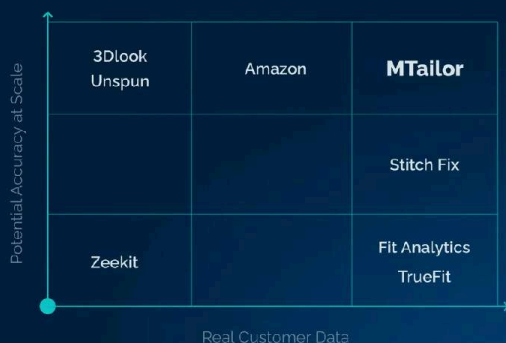 Potential Accuracy at Scale
3Dlook
Unspun
Amazon
MTailor
Stitch Fix
Zeekit
Fit Analytics
TrueFit
Real Customer Data